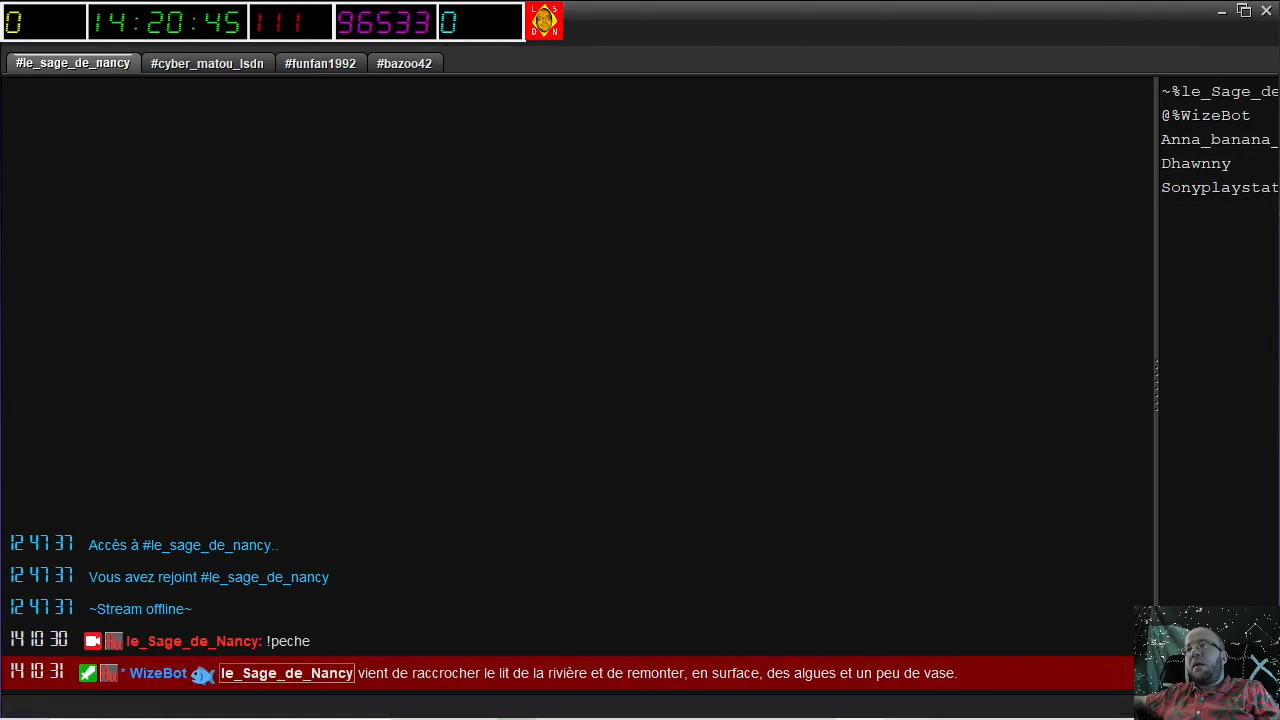 0 14:20:45 111 96533 0 L S D N
#le_sage_de_nancy #cyber_matou_lsdn #funfan1992 #bazoo42
~%le_Sage_de
@%WizeBot
Anna_banana_
Dhawnny
Sonyplaystat
12 47 37 Accès à #le_sage_de_nancy..
12 47 37 Vous avez rejoint #le_sage_de_nancy
12 47 37 ~Stream offline~
14 10 30 le_Sage_de_Nancy: !peche
14 10 31 * WizeBot le_Sage_de_Nancy vient de raccrocher le lit de la rivière et de remonter, en surface, des algues et un peu de vase.